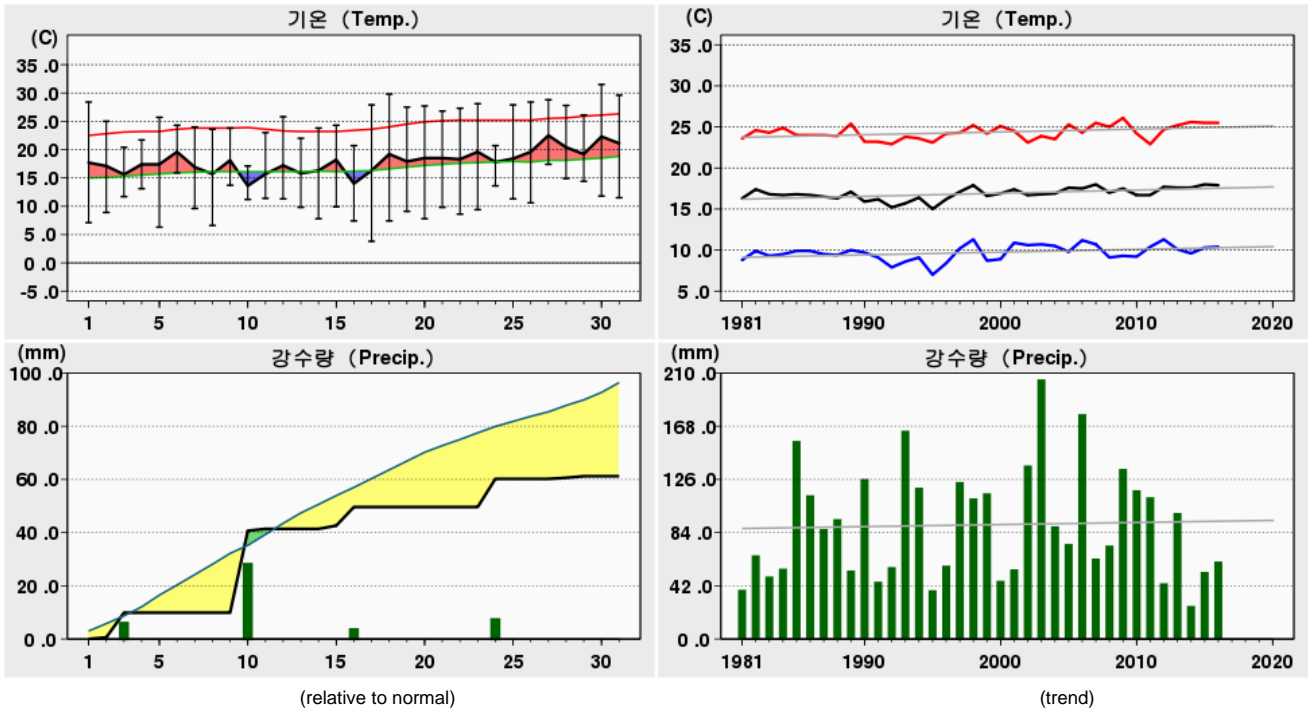 기온 (Temp.)
(C)
35 .0
30 .0
25 .0
20 .0
15 .0
10 .0
5 .0
0 .0
-5 .0
1 5 10 15 20 25 30
기온 (Temp.)
(C)
35 .0
30 .0
25 .0
20 .0
15 .0
10 .0
5 .0
1981 1990 2000 2010 2020
강수량 (Precip.)
(mm)
100 .0
80 .0
60 .0
40 .0
20 .0
0 .0
1 5 10 15 20 25 30
(relative to normal)
강수량 (Precip.)
(mm)
210 .0
168 .0
126 .0
84 .0
42 .0
0 .0
1981 1990 2000 2010 2020
(trend)